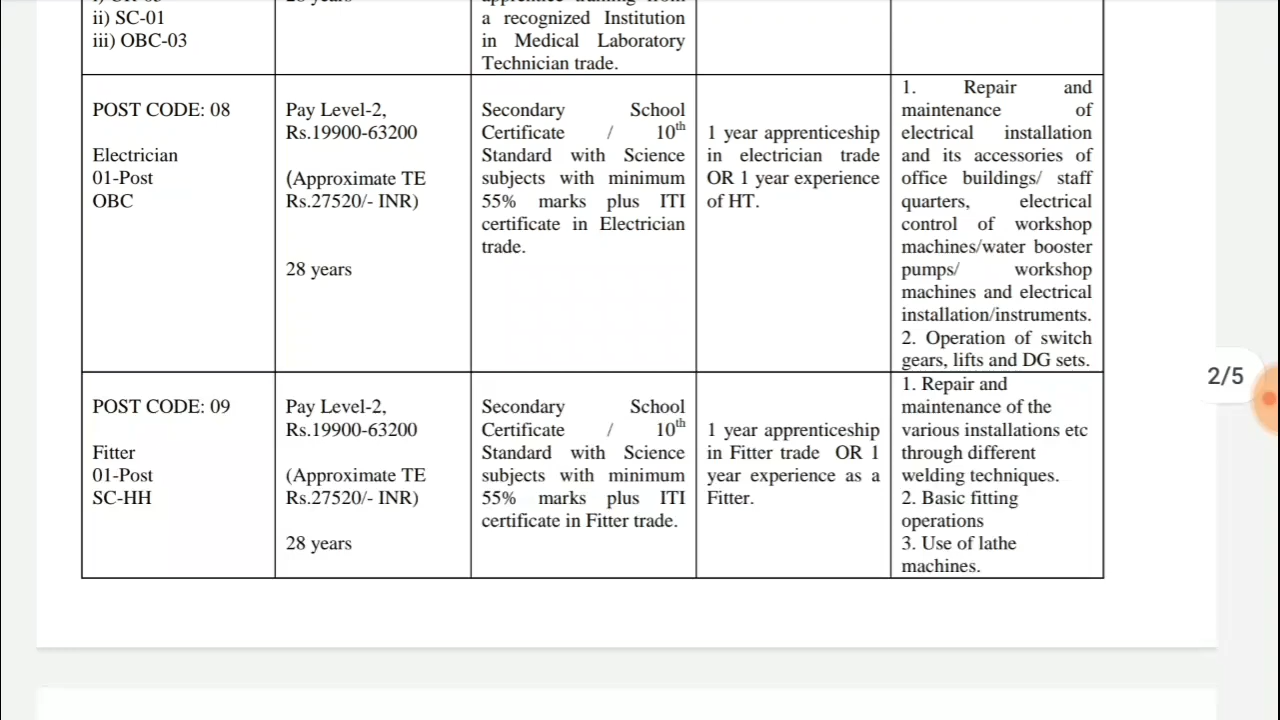 ii) SC-01
iii) OBC-03
a recognized Institution
in Medical Laboratory
Technician trade.
POST CODE: 08
Electrician
01-Post
OBC
Pay Level-2,
Rs.19900-63200
(Approximate TE
Rs.27520/- INR)
28 years
Secondary School
Certificate / 10th
Standard with Science
subjects with minimum
55% marks plus ITI
certificate in Electrician
trade.
1 year apprenticeship
in electrician trade
OR 1 year experience
of HT.
1. Repair and
maintenance of
electrical installation
and its accessories of
office buildings/ staff
quarters, electrical
control of workshop
machines/water booster
pumps/ workshop
machines and electrical
installation/instruments.
2. Operation of switch
gears, lifts and DG sets.
POST CODE: 09
Fitter
01-Post
SC-HH
Pay Level-2,
Rs.19900-63200
(Approximate TE
Rs.27520/- INR)
28 years
Secondary School
Certificate / 10th
Standard with Science
subjects with minimum
55% marks plus ITI
certificate in Fitter trade.
1 year apprenticeship
in Fitter trade OR 1
year experience as a
Fitter.
1. Repair and
maintenance of the
various installations etc
through different
welding techniques.
2. Basic fitting
operations
3. Use of lathe
machines.
2/5